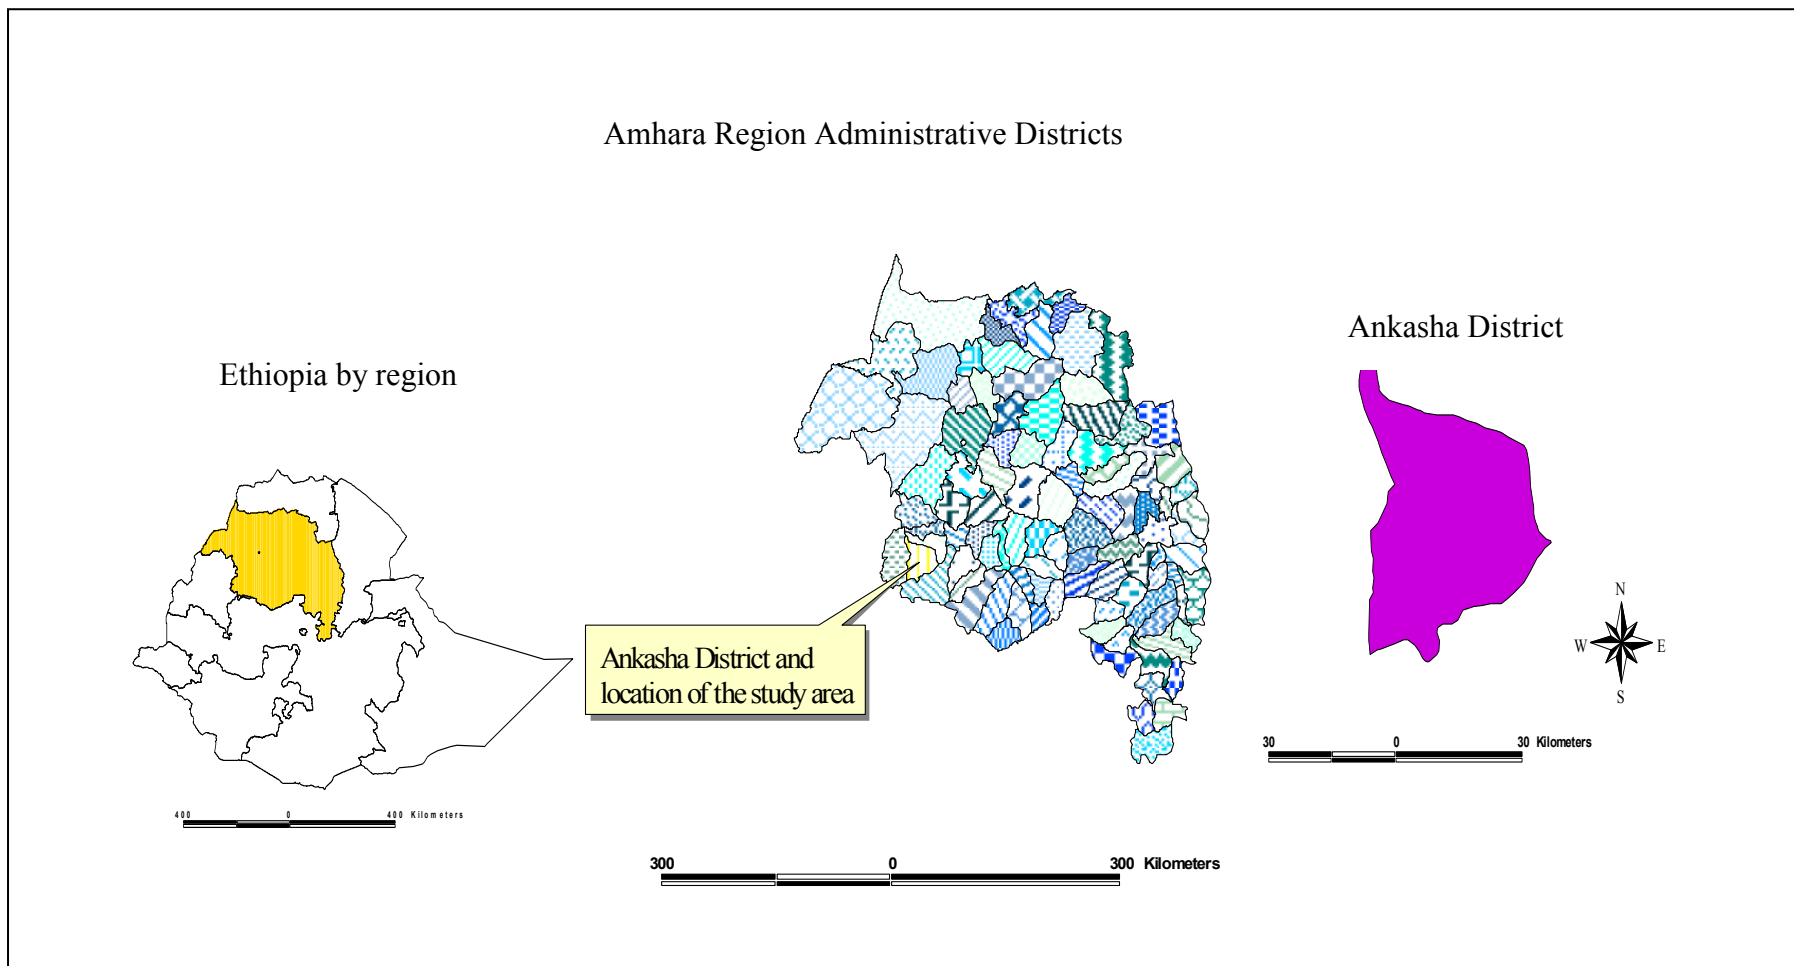 Amhara Region Administrative Districts
Ankasha District
Ethiopia by region
Ankasha District and
location of the study area
N
W E
S
30 0 30 Kilometers
400 0 400 Kilometers
300 0 300 Kilometers